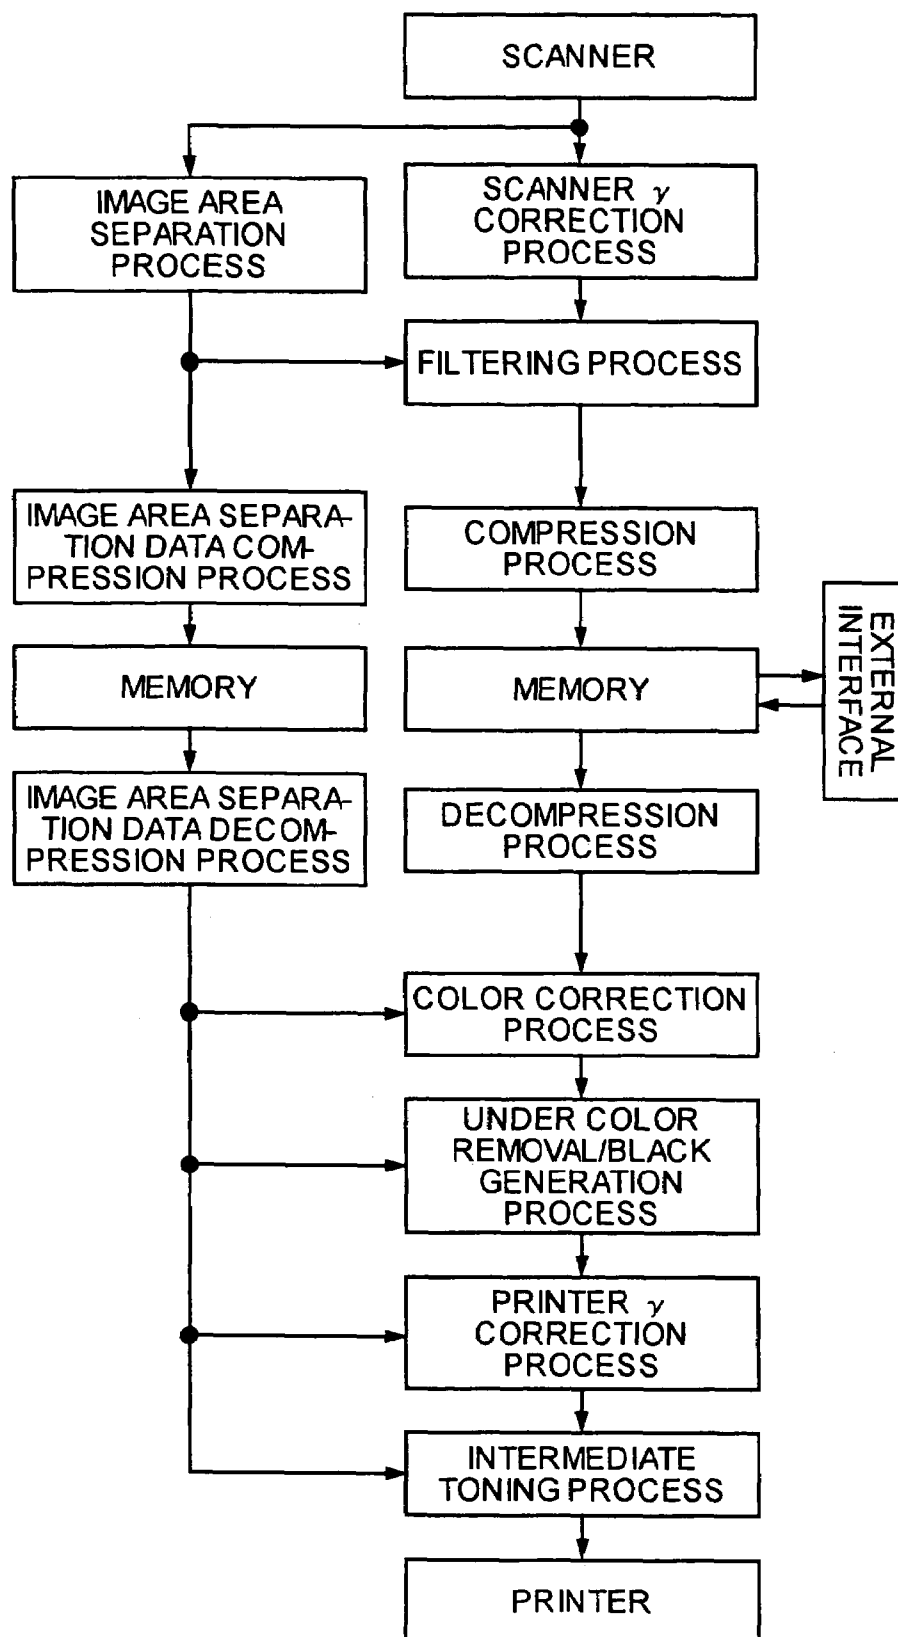 SCANNER
IMAGE AREA
SEPARATION
PROCESS
SCANNER γ
CORRECTION
PROCESS
FILTERING PROCESS
IMAGE AREA SEPARA-
TION DATA COM-
PRESSION PROCESS
COMPRESSION
PROCESS
MEMORY
MEMORY
EXTERNAL
INTERFACE
IMAGE AREA SEPARA-
TION DATA DECOM-
PRESSION PROCESS
DECOMPRESSION
PROCESS
COLOR CORRECTION
PROCESS
UNDER COLOR
REMOVAL/BLACK
GENERATION
PROCESS
PRINTER γ
CORRECTION
PROCESS
INTERMEDIATE
TONING PROCESS
PRINTER